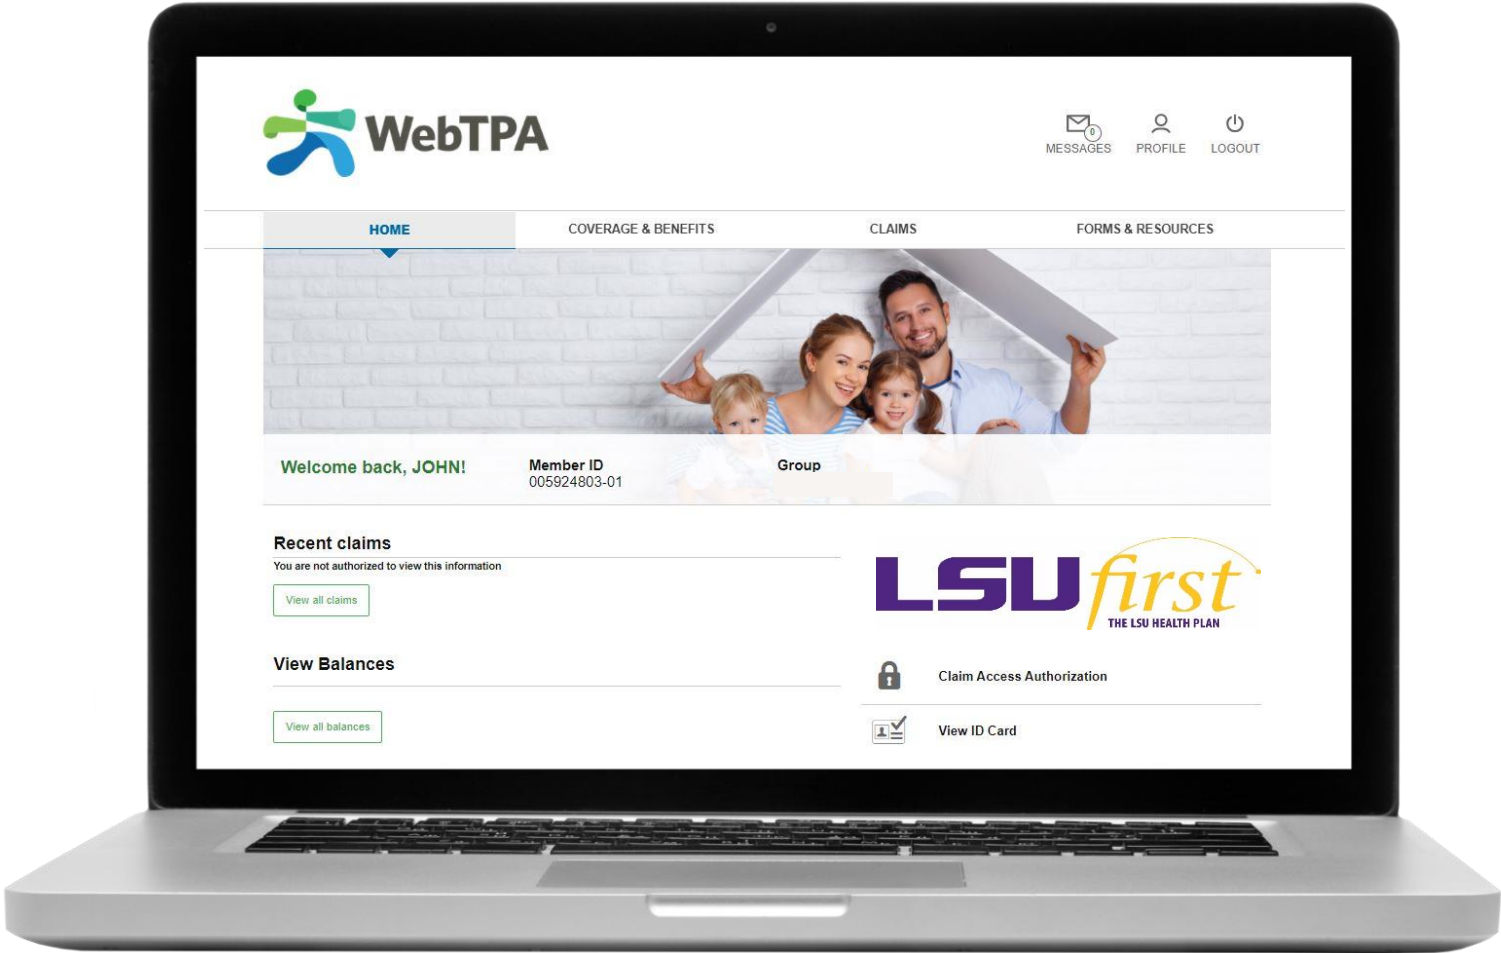 WebTPA
0
MESSAGES PROFILE LOGOUT
HOME COVERAGE & BENEFITS CLAIMS FORMS & RESOURCES
Welcome back, JOHN!
Member ID
005924803-01
Group
Recent claims
You are not authorized to view this information
View all claims
View Balances
View all balances
LSU first
THE LSU HEALTH PLAN
Claim Access Authorization
View ID Card